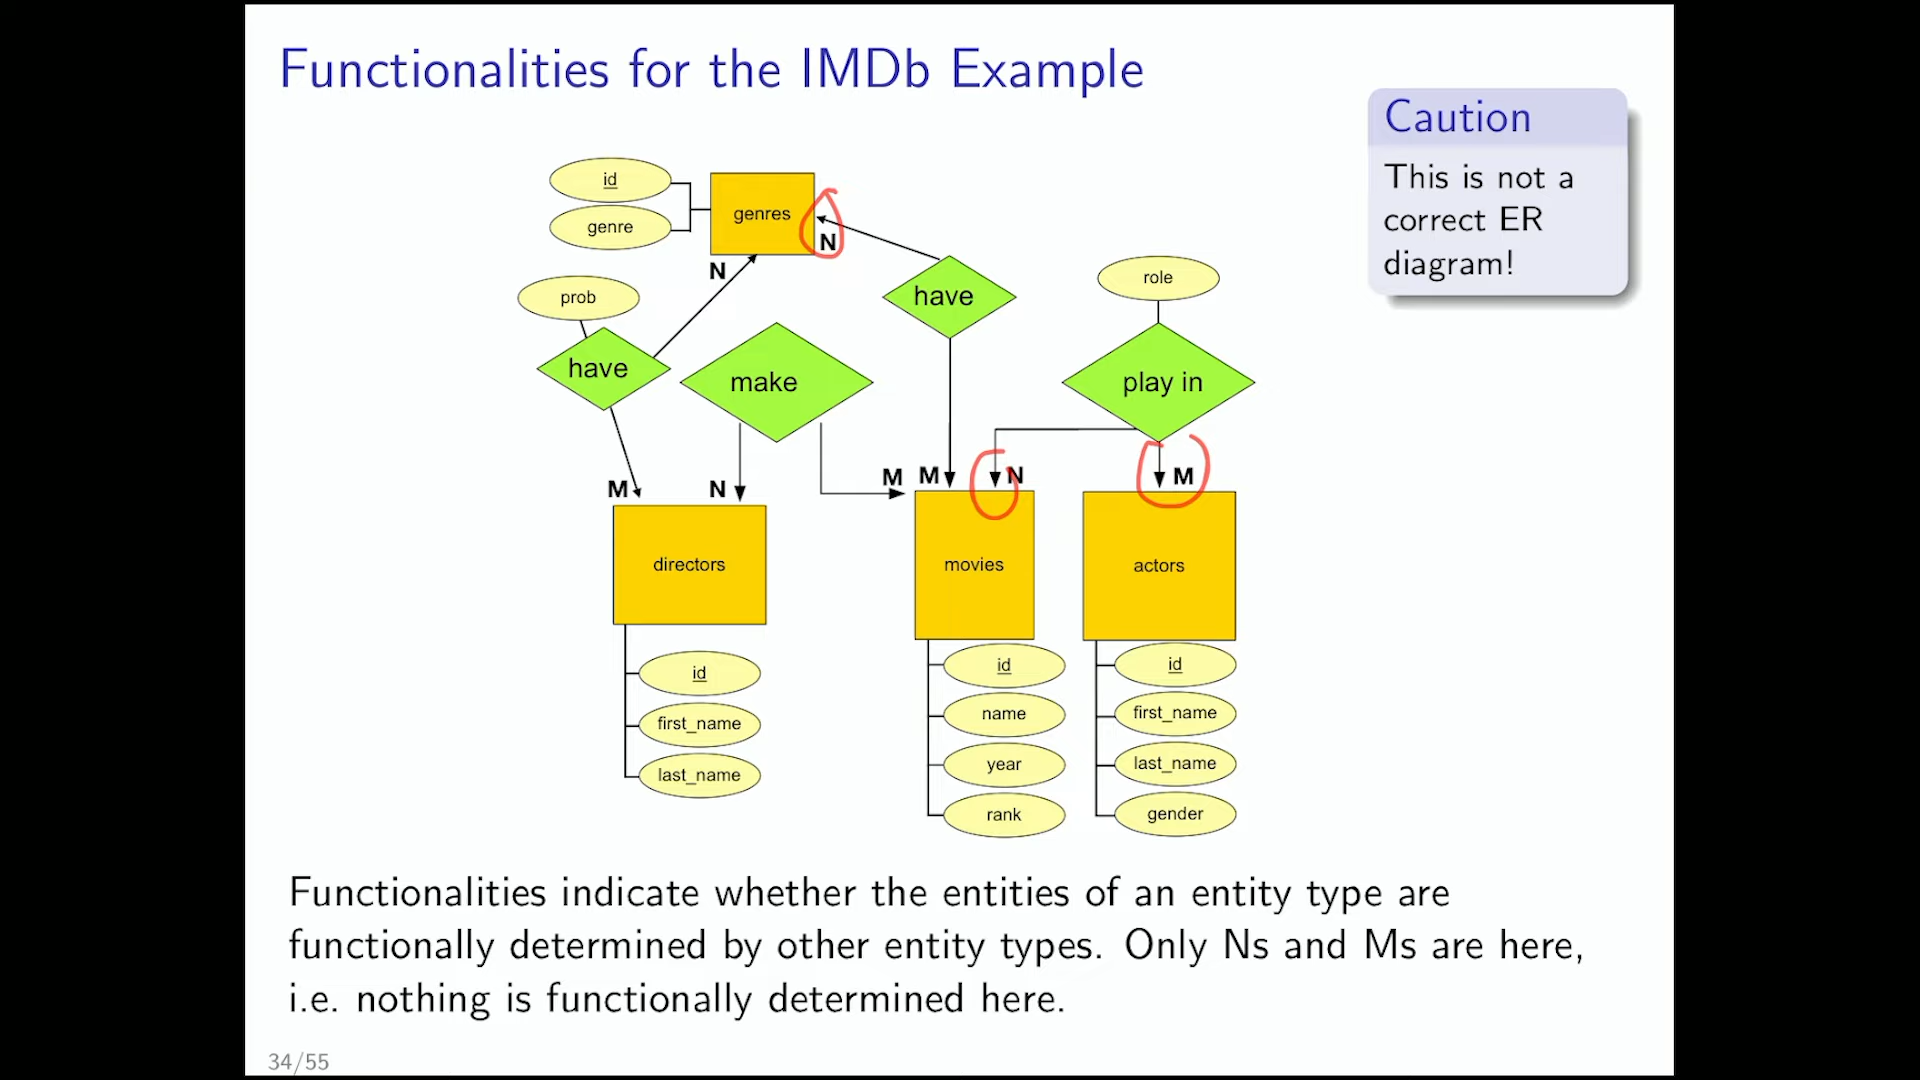 Functionalities for the IMDb Example
Caution
This is not a
correct ER
diagram!
id
genre
genres
N
N
prob
have
have
role
make
play in
M
N
M
M
N
M
directors
movies
actors
id
first_name
last_name
id
name
year
rank
id
first_name
last_name
gender
Functionalities indicate whether the entities of an entity type are
functionally determined by other entity types. Only Ns and Ms are here,
i.e. nothing is functionally determined here.
34/55